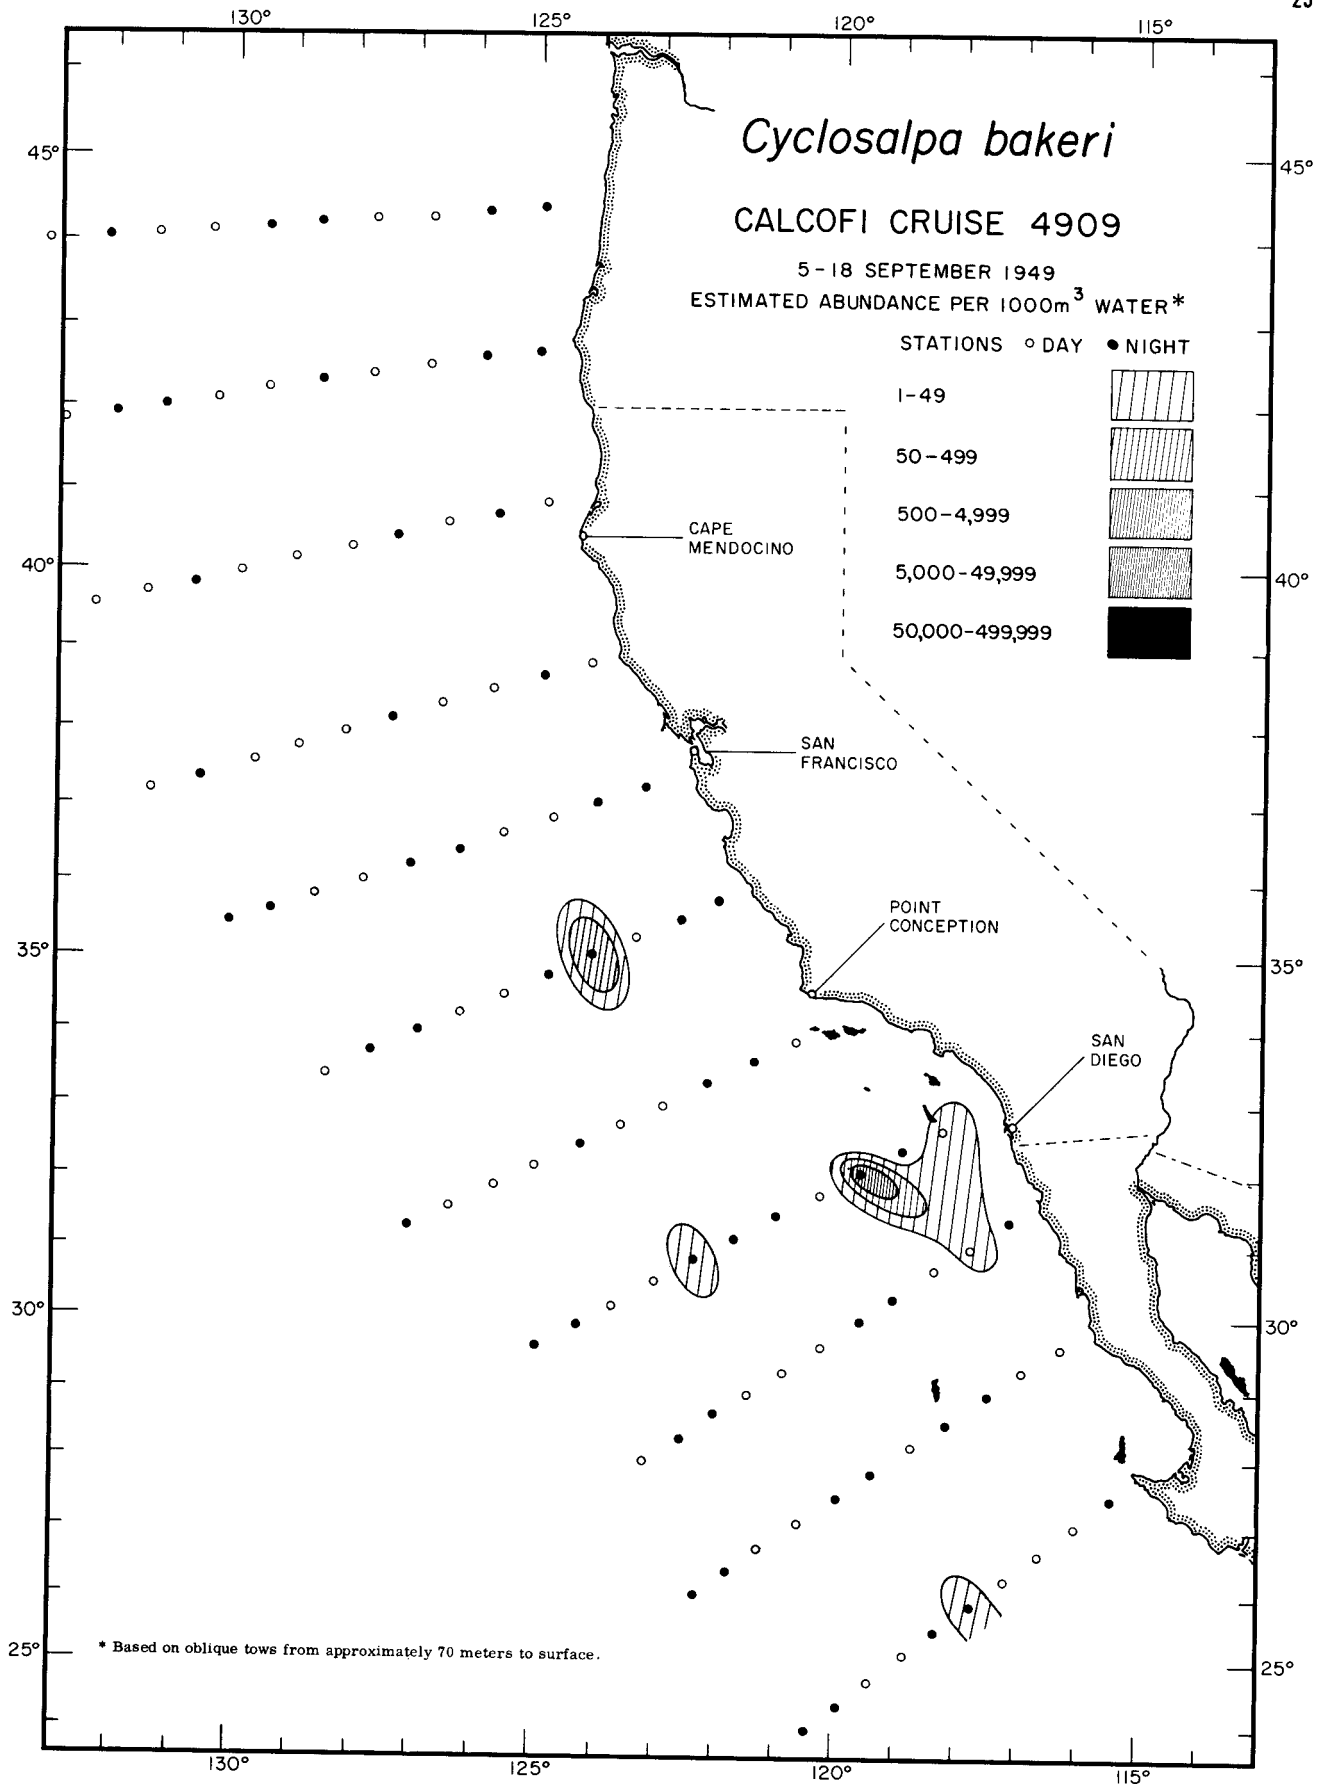 130°
125°
120°
115°
45°
Cyclosalpa bakeri
45°
CALCOFI CRUISE 4909
5-18 SEPTEMBER 1949
ESTIMATED ABUNDANCE PER 1000m³ WATER*
STATIONS ○ DAY ● NIGHT
1-49
50-499
500-4,999
5,000-49,999
50,000-499,999
CAPE
MENDOCINO
40°
40°
SAN
FRANCISCO
POINT
CONCEPTION
35°
35°
SAN
DIEGO
30°
30°
25°
* Based on oblique tows from approximately 70 meters to surface.
25°
130°
125°
120°
115°